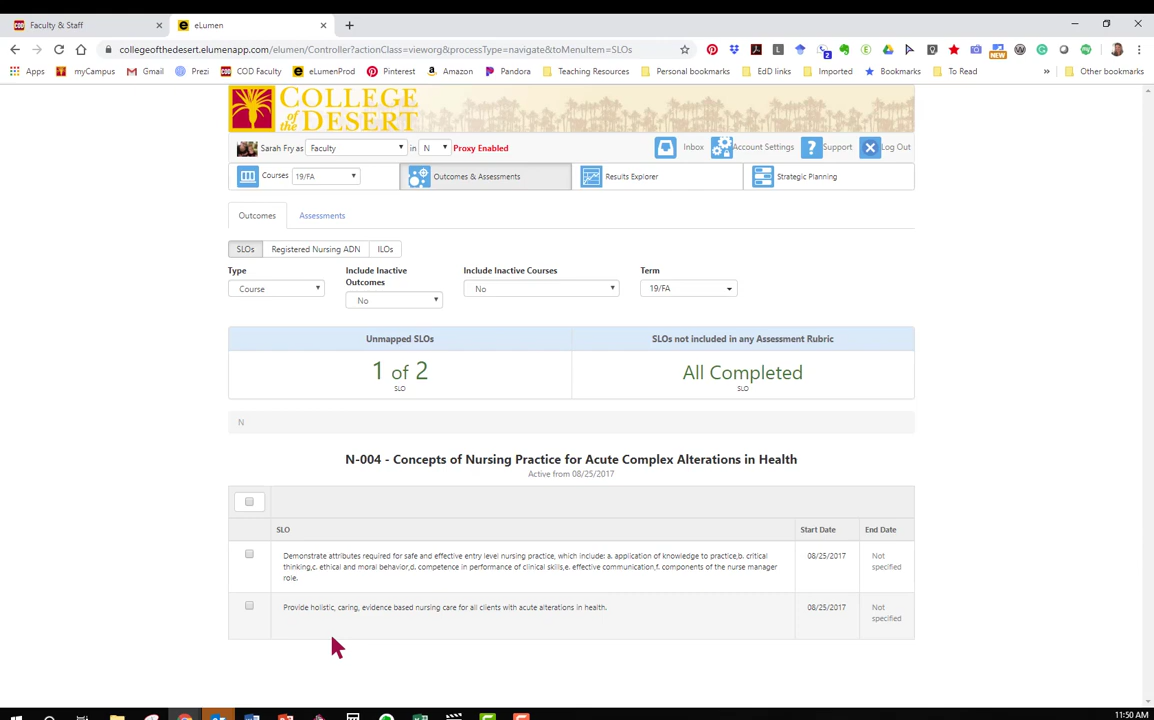 Faculty & Staff
eLumen
collegeofthedesert.elumenapp.com/elumen/Controller?actionClass=vieworg&processType=navigate&toMenuItem=SLOs
Apps
myCampus
Gmail
Prezi
COD Faculty
eLumenProd
Pinterest
Amazon
Pandora
Teaching Resources
Personal bookmarks
EdD links
Imported
Bookmarks
To Read
»
Other bookmarks
COLLEGE
of the DESERT
Sarah Fry as Faculty in N Proxy Enabled
Inbox
Account Settings
Support
Log Out
Courses 19/FA
Outcomes & Assessments
Results Explorer
Strategic Planning
Outcomes
Assessments
SLOs
Registered Nursing ADN
ILOs
Type
Include Inactive
Outcomes
Include Inactive Courses
Term
Course
No
No
19/FA
Unmapped SLOs
SLOs not included in any Assessment Rubric
1 of 2
SLO
All Completed
SLO
N
N-004 - Concepts of Nursing Practice for Acute Complex Alterations in Health
Active from 08/25/2017
SLO
Start Date
End Date
Demonstrate attributes required for safe and effective entry level nursing practice, which include: a. application of knowledge to practice,b. critical
thinking,c. ethical and moral behavior,d. competence in performance of clinical skills,e. effective communication,f. components of the nurse manager
role.
08/25/2017
Not
specified
Provide holistic, caring, evidence based nursing care for all clients with acute alterations in health.
08/25/2017
Not
specified
11:50 AM